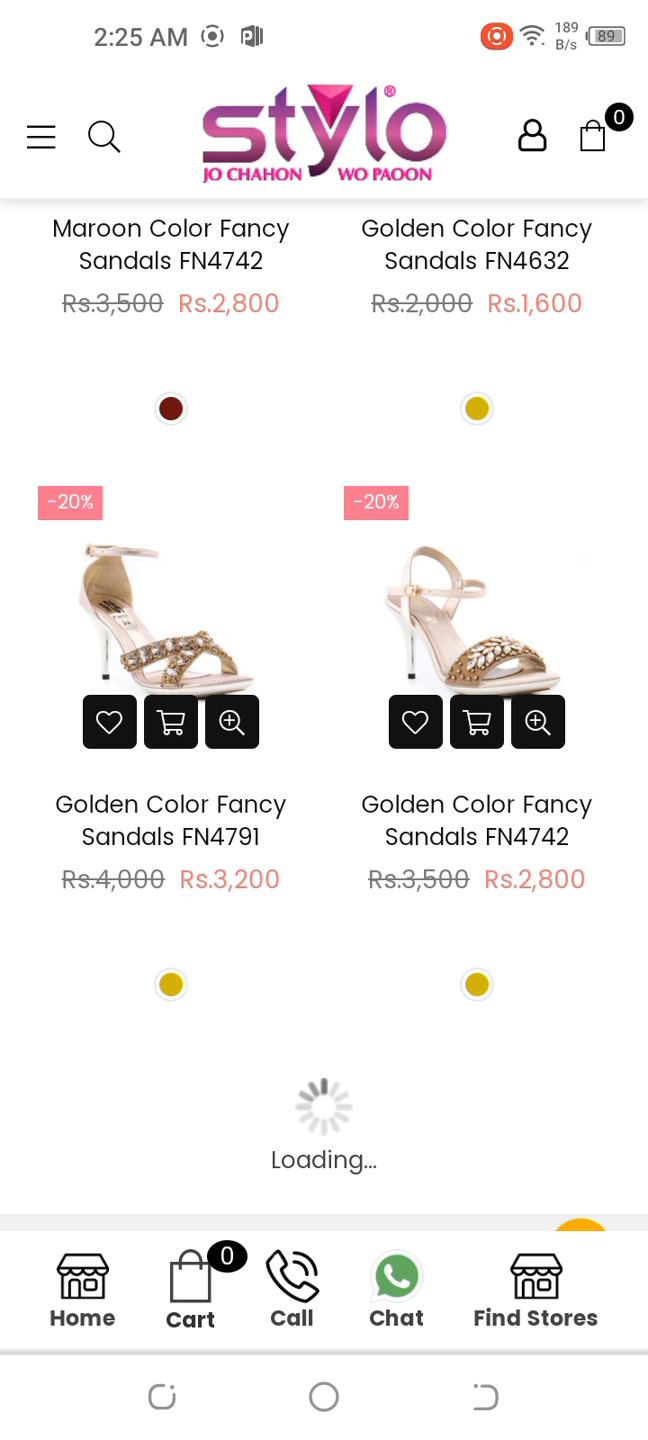 2:25 AM
189
B/s
89
stylo®
JO CHAHON WO PAOON
0
Maroon Color Fancy
Sandals FN4742
Rs.3,500 Rs.2,800
Golden Color Fancy
Sandals FN4632
Rs.2,000 Rs.1,600
-20%
-20%
Golden Color Fancy
Sandals FN4791
Rs.4,000 Rs.3,200
Golden Color Fancy
Sandals FN4742
Rs.3,500 Rs.2,800
Loading...
0
Home
Cart
Call
Chat
Find Stores